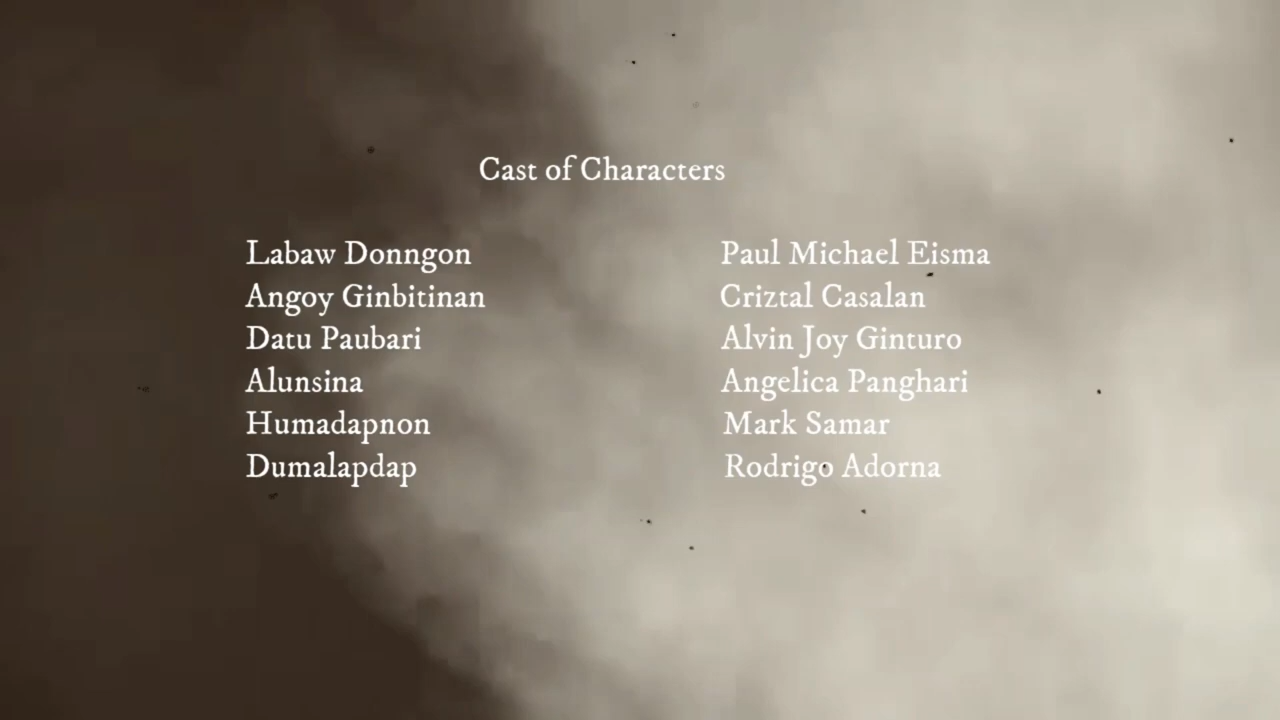 Cast of Characters
Labaw Donngon Paul Michael Eisma
Angoy Ginbitinan Criztal Casalan
Datu Paubari Alvin Joy Ginturo
Alunsina Angelica Panghari
Humadapnon Mark Samar
Dumalapdap Rodrigo Adorna